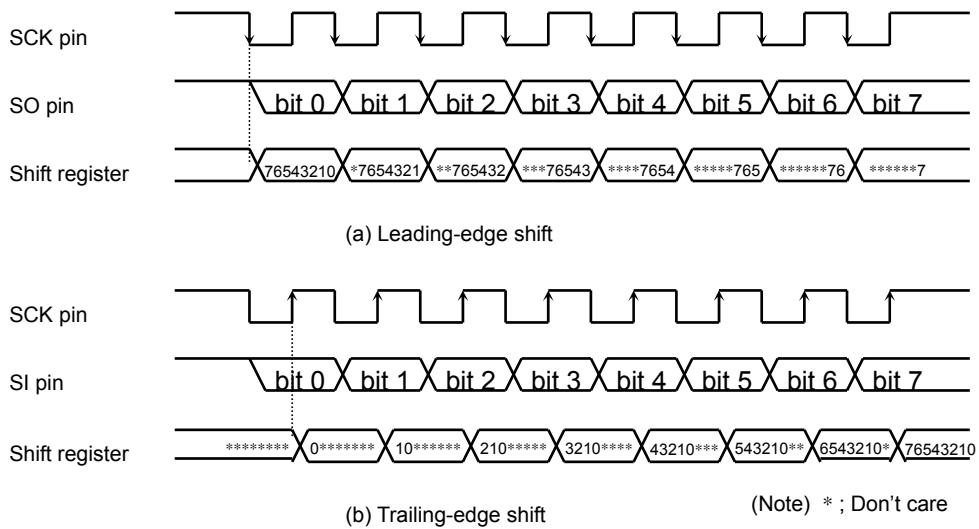 SCK pin
SO pin
bit 0 bit 1 bit 2 bit 3 bit 4 bit 5 bit 6 bit 7
Shift register
76543210 *7654321 **765432 ***76543 ****7654 *****765 ******76 ******7
(a) Leading-edge shift
SCK pin
SI pin
bit 0 bit 1 bit 2 bit 3 bit 4 bit 5 bit 6 bit 7
Shift register
******** 0******* 10****** 210***** 3210**** 43210*** 543210** 6543210* 76543210
(b) Trailing-edge shift
(Note) * ; Don't care